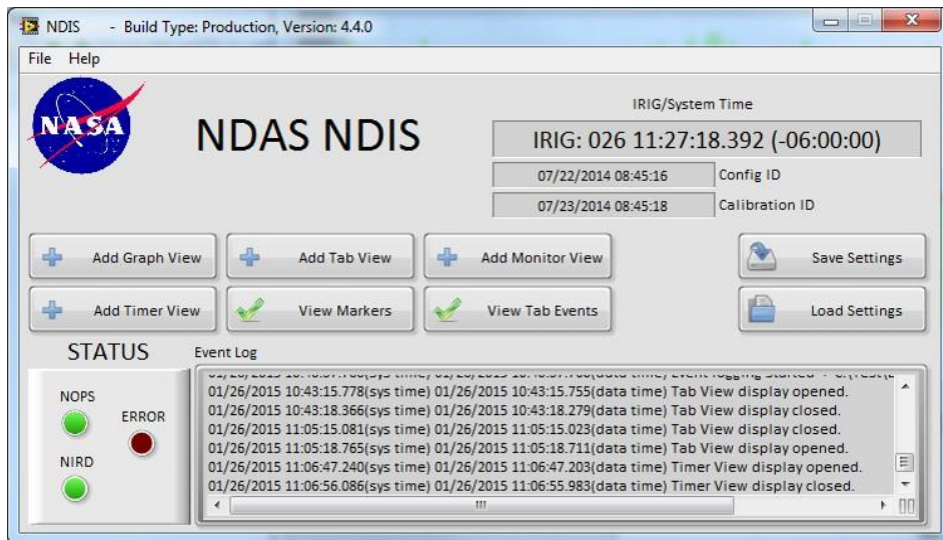 NDIS - Build Type: Production, Version: 4.4.0
File Help
NASA
NDAS NDIS
IRIG/System Time
IRIG: 026 11:27:18.392 (-06:00:00)
07/22/2014 08:45:16 Config ID
07/23/2014 08:45:18 Calibration ID
Add Graph View Add Tab View Add Monitor View Save Settings
Add Timer View View Markers View Tab Events Load Settings
STATUS Event Log
NOPS
ERROR
NIRD
01/26/2015 10:43:15.778(sys time) 01/26/2015 10:43:15.755(data time) Tab View display opened.
01/26/2015 10:43:18.366(sys time) 01/26/2015 10:43:18.279(data time) Tab View display closed.
01/26/2015 11:05:15.081(sys time) 01/26/2015 11:05:15.023(data time) Tab View display closed.
01/26/2015 11:05:18.765(sys time) 01/26/2015 11:05:18.711(data time) Tab View display opened.
01/26/2015 11:06:47.240(sys time) 01/26/2015 11:06:47.203(data time) Timer View display opened.
01/26/2015 11:06:56.086(sys time) 01/26/2015 11:06:55.983(data time) Timer View display closed.